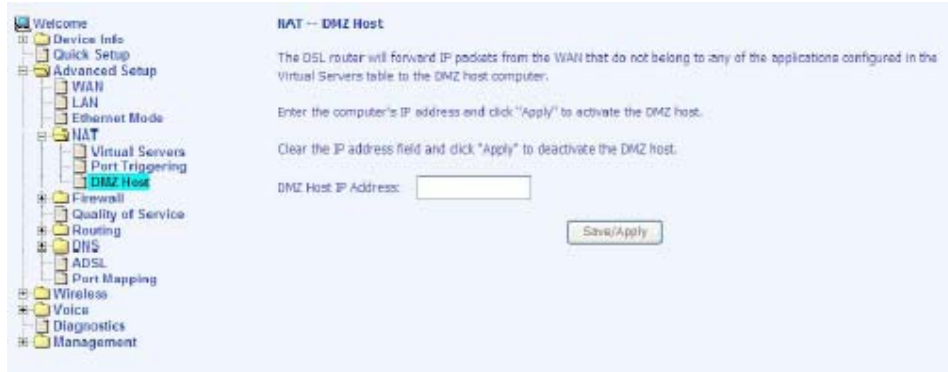 Welcome
Device Info
Quick Setup
Advanced Setup
WAN
LAN
Ethernet Mode
NAT
Virtual Servers
Port Triggering
DMZ Host
Firewall
Quality of Service
Routing
DNS
ADSL
Port Mapping
Wireless
Voice
Diagnostics
Management
NAT -- DMZ Host
The DSL router will forward IP packets from the WAN that do not belong to any of the applications configured in the
Virtual Servers table to the DMZ host computer.
Enter the computer's IP address and click "Apply" to activate the DMZ host.
Clear the IP address field and click "Apply" to deactivate the DMZ host.
DMZ Host IP Address:
Save/Apply